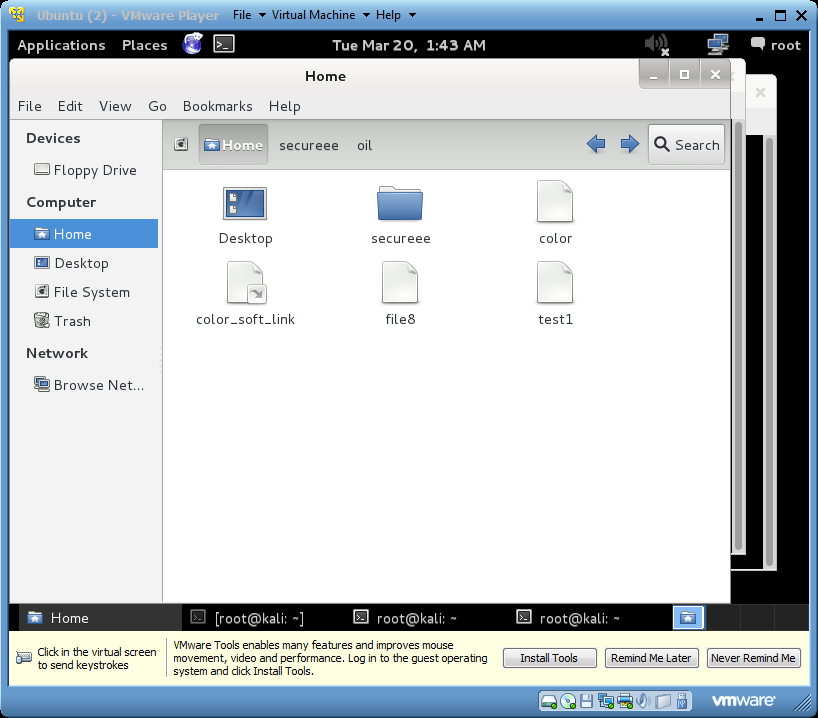 Ubuntu (2) - VMware Player File Virtual Machine Help
Applications Places Tue Mar 20, 1:43 AM root
Home
File Edit View Go Bookmarks Help
Devices
Floppy Drive
Computer
Home
Desktop
File System
Trash
Network
Browse Net...
Home secureee oil Search
Desktop secureee color
color_soft_link file8 test1
Home [root@kali: ~] root@kali: ~ root@kali: ~
Click in the virtual screen
to send keystrokes
VMware Tools enables many features and improves mouse
movement, video and performance. Log in to the guest operating
system and click Install Tools.
Install Tools Remind Me Later Never Remind Me
vmware